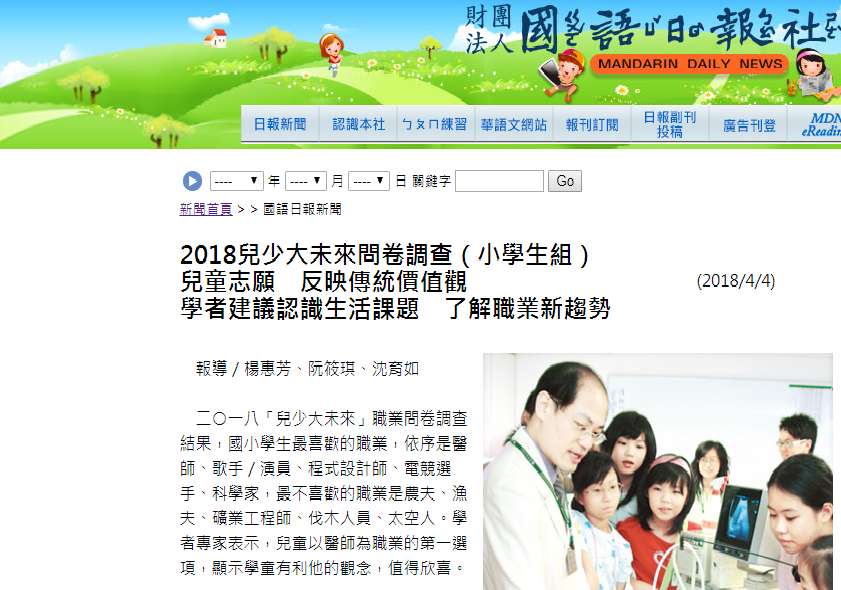 財團法人 國語日報社
MANDARIN DAILY NEWS
日報新聞
認識本社
ㄅㄆㄇ練習
華語文網站
報刊訂閱
日報副刊
投稿
廣告刊登
MDN
eReadin
---- 年 ---- 月 ---- 日 關鍵字 Go
新聞首頁 > > 國語日報新聞
2018兒少大未來問卷調查（小學生組）
兒童志願　反映傳統價值觀
學者建議認識生活課題　了解職業新趨勢
(2018/4/4)
報導／楊惠芳、阮筱琪、沈育如
二○一八「兒少大未來」職業問卷調查
結果，國小學生最喜歡的職業，依序是醫
師、歌手／演員、程式設計師、電競選
手、科學家，最不喜歡的職業是農夫、漁
夫、礦業工程師、伐木人員、太空人。學
者專家表示，兒童以醫師為職業的第一選
項，顯示學童有利他的觀念，值得欣喜。